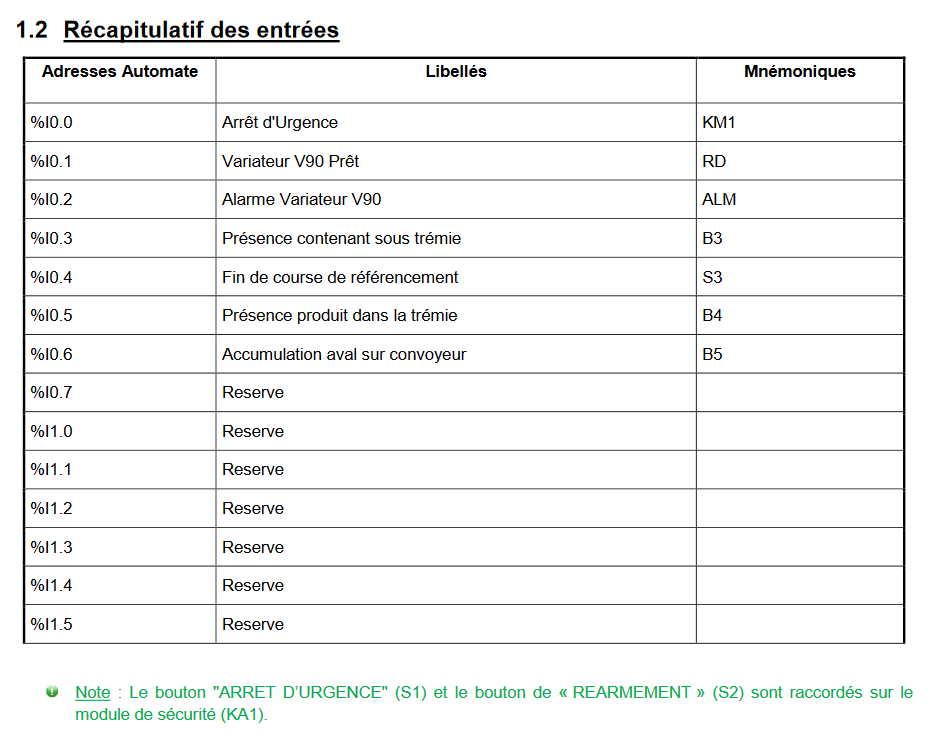 1.2 Récapitulatif des entrées
Adresses Automate Libellés Mnémoniques
%I0.0 Arrêt d'Urgence KM1
%I0.1 Variateur V90 Prêt RD
%I0.2 Alarme Variateur V90 ALM
%I0.3 Présence contenant sous trémie B3
%I0.4 Fin de course de référencement S3
%I0.5 Présence produit dans la trémie B4
%I0.6 Accumulation aval sur convoyeur B5
%I0.7 Reserve
%I1.0 Reserve
%I1.1 Reserve
%I1.2 Reserve
%I1.3 Reserve
%I1.4 Reserve
%I1.5 Reserve
Note : Le bouton "ARRET D’URGENCE" (S1) et le bouton de « REARMEMENT » (S2) sont raccordés sur le
module de sécurité (KA1).